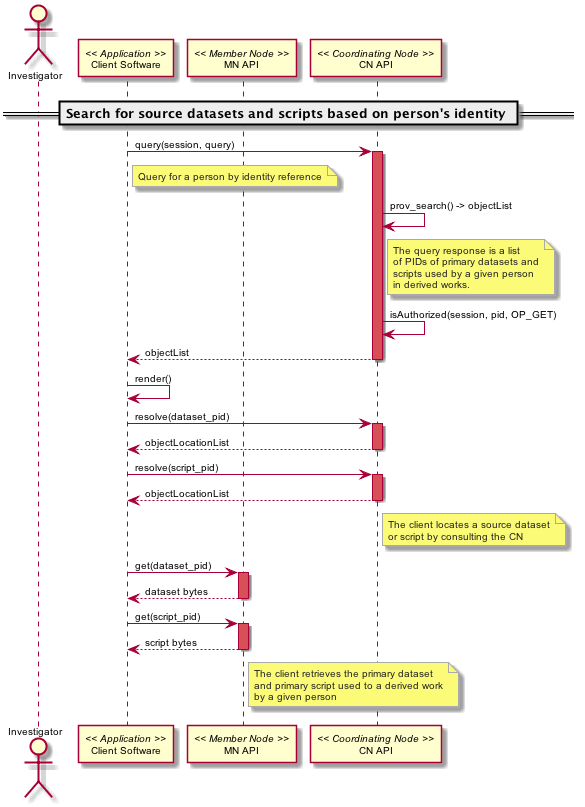 Investigator
<< Application >>
Client Software
<< Member Node >>
MN API
<< Coordinating Node >>
CN API
Search for source datasets and scripts based on person's identity
query(session, query)
Query for a person by identity reference
prov_search() -> objectList
The query response is a list
of PIDs of primary datasets and
scripts used by a given person
in derived works.
isAuthorized(session, pid, OP_GET)
objectList
render()
resolve(dataset_pid)
objectLocationList
resolve(script_pid)
objectLocationList
The client locates a source dataset
or script by consulting the CN
get(dataset_pid)
dataset bytes
get(script_pid)
script bytes
The client retrieves the primary dataset
and primary script used to a derived work
by a given person
Investigator
<< Application >>
Client Software
<< Member Node >>
MN API
<< Coordinating Node >>
CN API